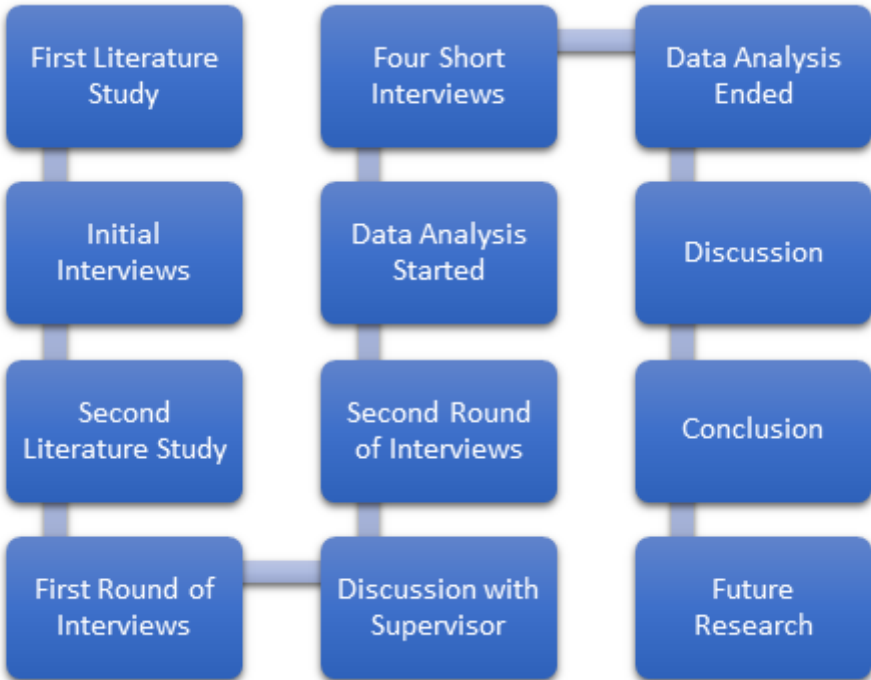 First Literature
Study
Initial
Interviews
Second
Literature Study
First Round of
Interviews
Discussion with
Supervisor
Second Round
of Interviews
Data Analysis
Started
Four Short
Interviews
Data Analysis
Ended
Discussion
Conclusion
Future
Research